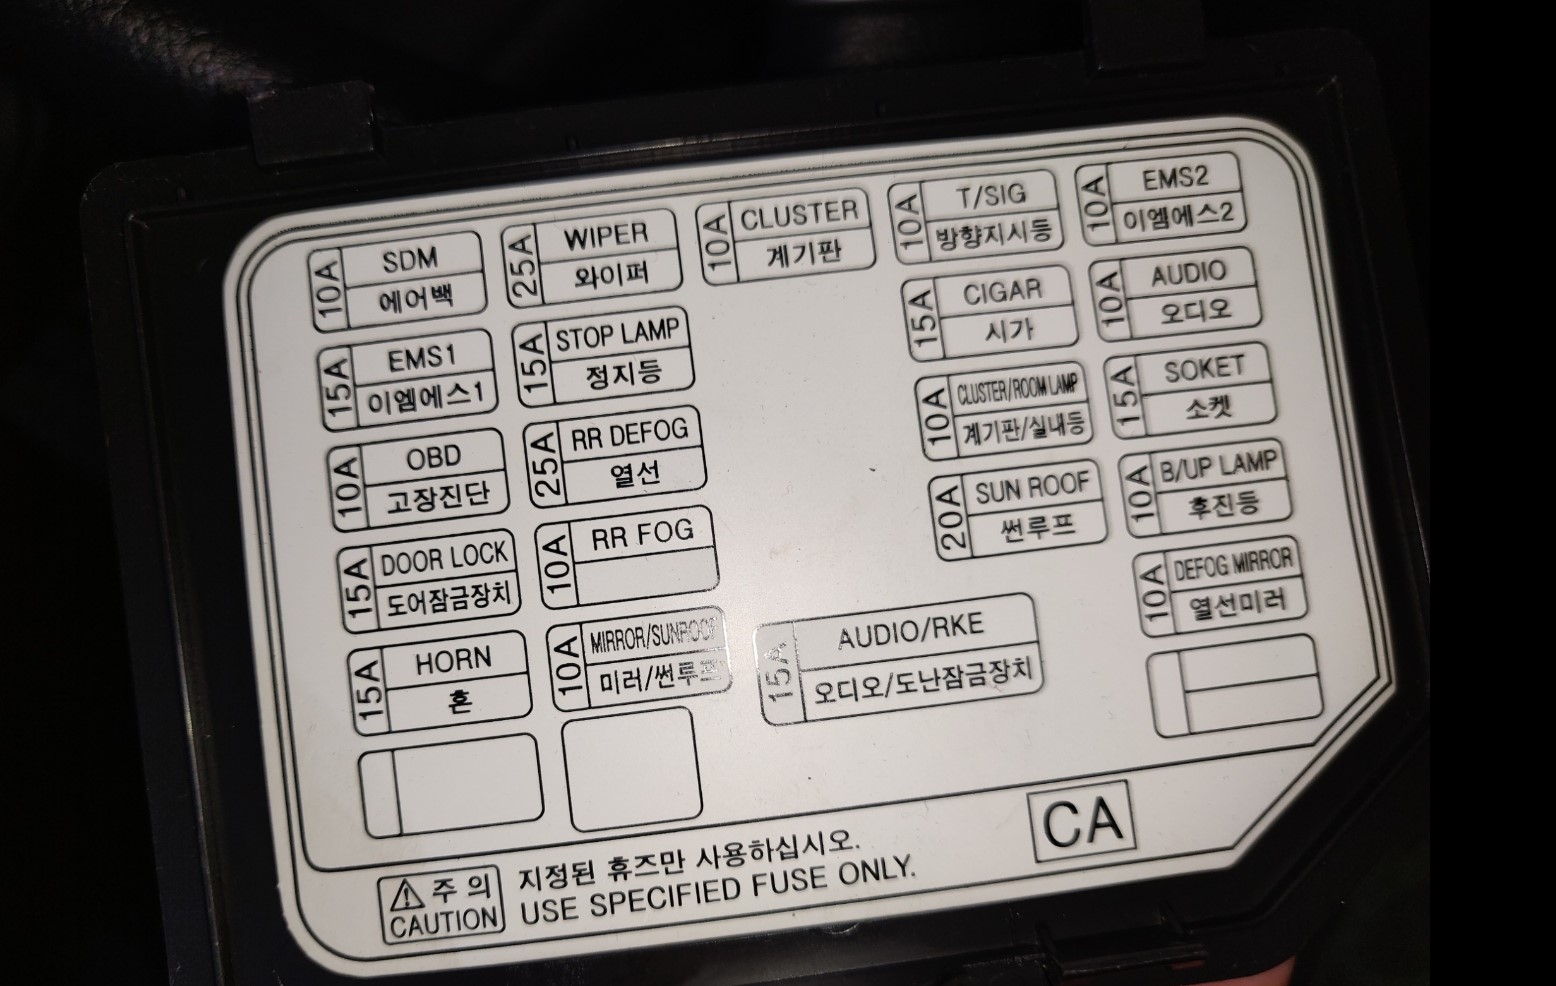 10A SDM
에어백
15A EMS1
이엠에스1
10A OBD
고장진단
15A DOOR LOCK
도어잠금장치
15A HORN
혼
25A WIPER
와이퍼
15A STOP LAMP
정지등
25A RR DEFOG
열선
10A RR FOG
10A MIRROR/SUNROOF
미러/썬루프
10A CLUSTER
계기판
15A AUDIO/RKE
오디오/도난잠금장치
10A T/SIG
방향지시등
15A CIGAR
시가
10A CLUSTER/ROOM LAMP
계기판/실내등
20A SUN ROOF
썬루프
10A EMS2
이엠에스2
10A AUDIO
오디오
15A SOKET
소켓
10A B/UP LAMP
후진등
10A DEFOG MIRROR
열선미러
CA
주의
CAUTION
지정된 휴즈만 사용하십시오.
USE SPECIFIED FUSE ONLY.